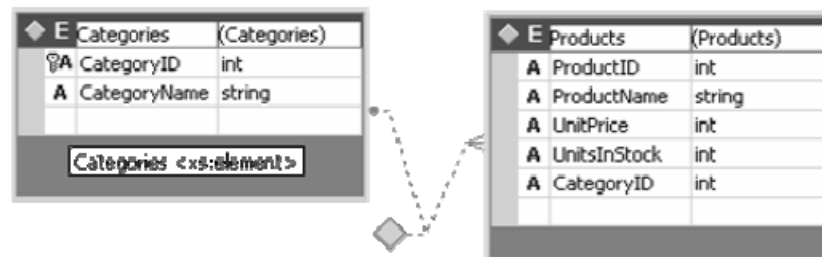 E Categories (Categories)
A CategoryID int
A CategoryName string
Categories <xs:element>
E Products (Products)
A ProductID int
A ProductName string
A UnitPrice int
A UnitsInStock int
A CategoryID int